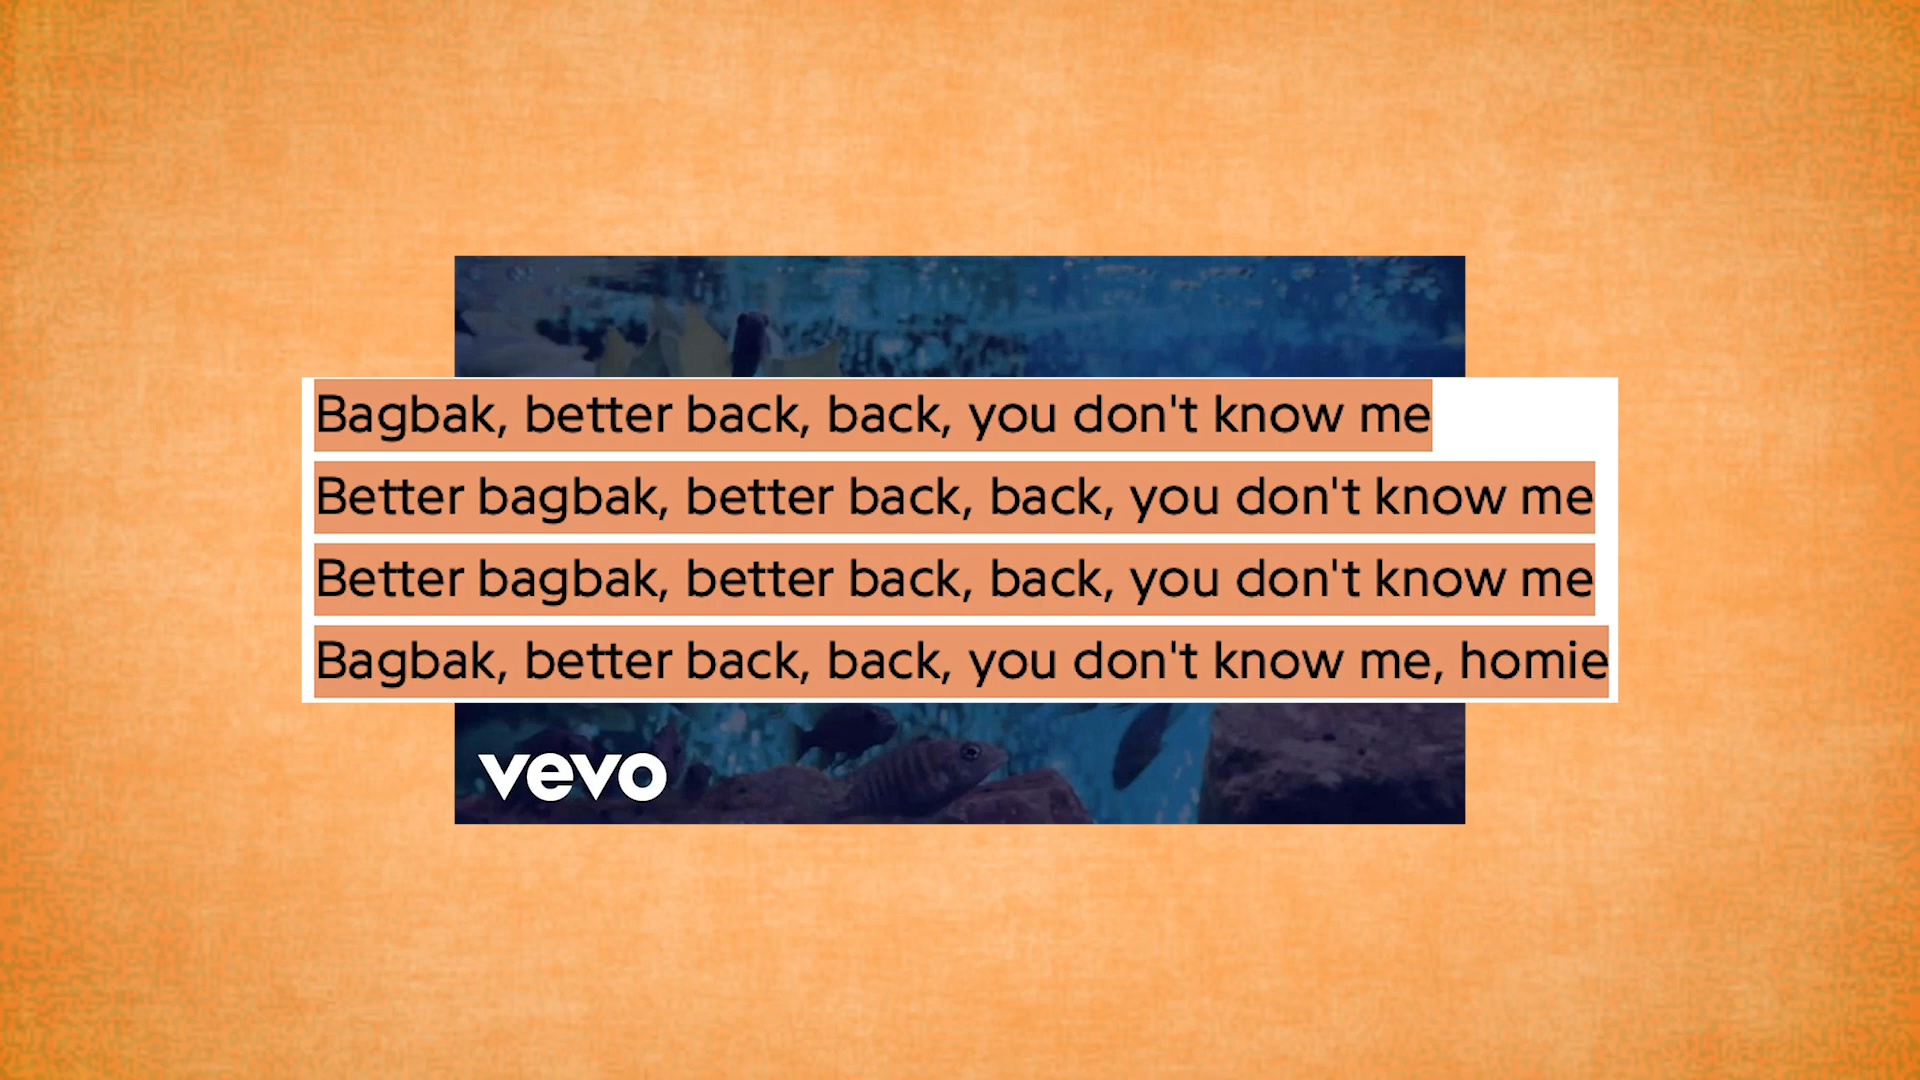 Bagbak, better back, back, you don't know me
Better bagbak, better back, back, you don't know me
Better bagbak, better back, back, you don't know me
Bagbak, better back, back, you don't know me, homie
vevo